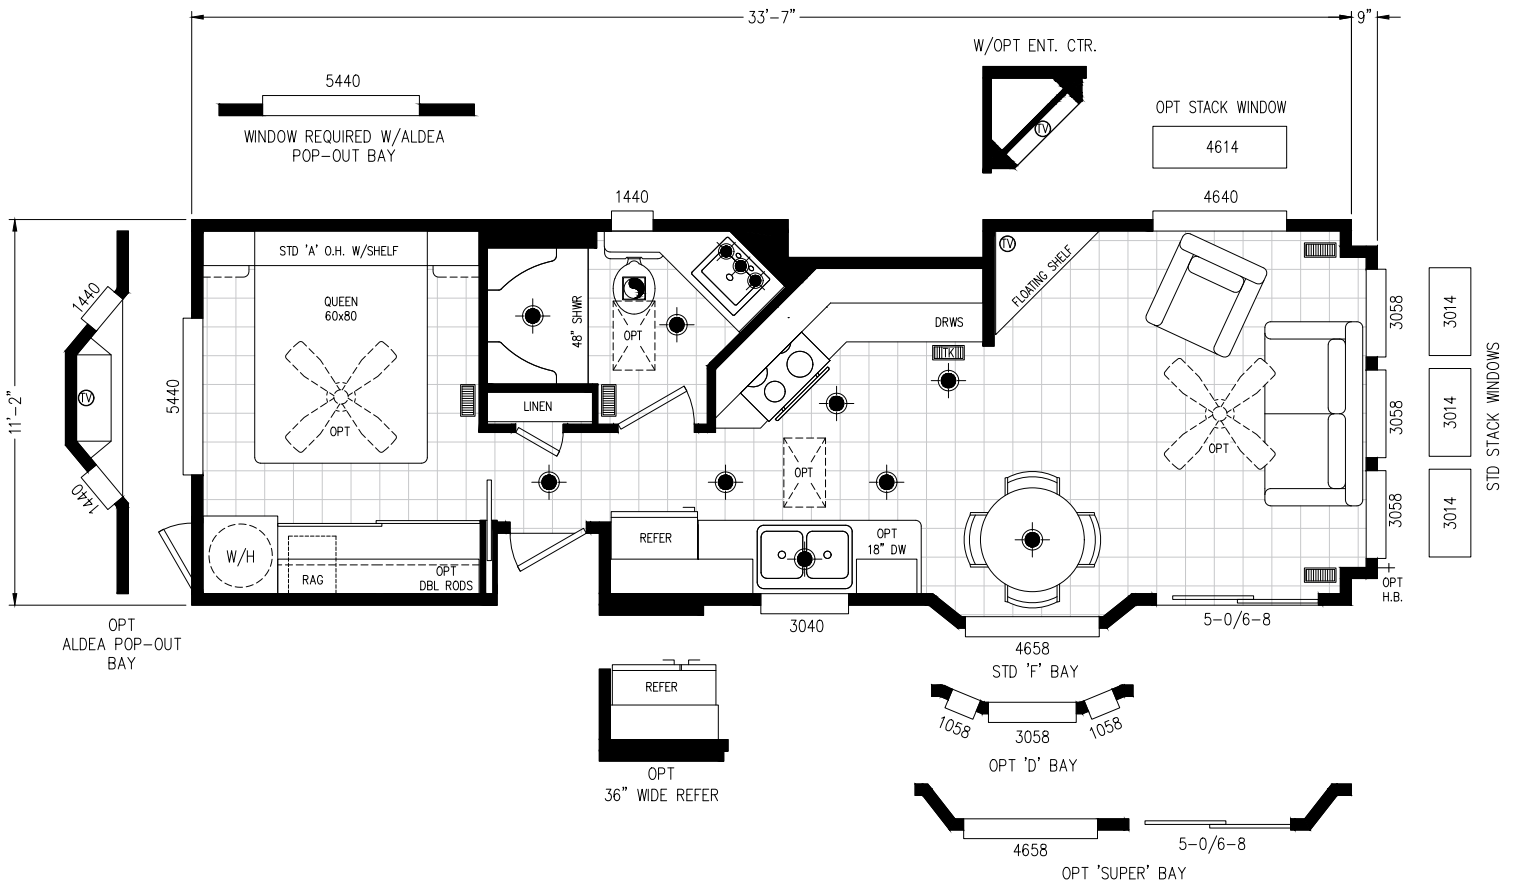 33'-7"
9"
W/OPT ENT. CTR.
TV
5440
WINDOW REQUIRED W/ALDEA
POP-OUT BAY
OPT STACK WINDOW
4614
1440
4640
STD 'A' O.H. W/SHELF
QUEEN
60x80
OPT
5440
11'-2"
1440
TV
1440
48" SHWR
OPT
LINEN
DRWS
TK
TV
FLOATING SHELF
OPT
OPT
3058
3058
3058
3014
3014
3014
STD STACK WINDOWS
W/H
RAG
OPT
DBL RODS
REFER
OPT
18" DW
3040
OPT
H.B.
5-0/6-8
4658
STD 'F' BAY
OPT
ALDEA POP-OUT
BAY
REFER
OPT
36" WIDE REFER
1058
3058
1058
OPT 'D' BAY
4658
5-0/6-8
OPT 'SUPER' BAY